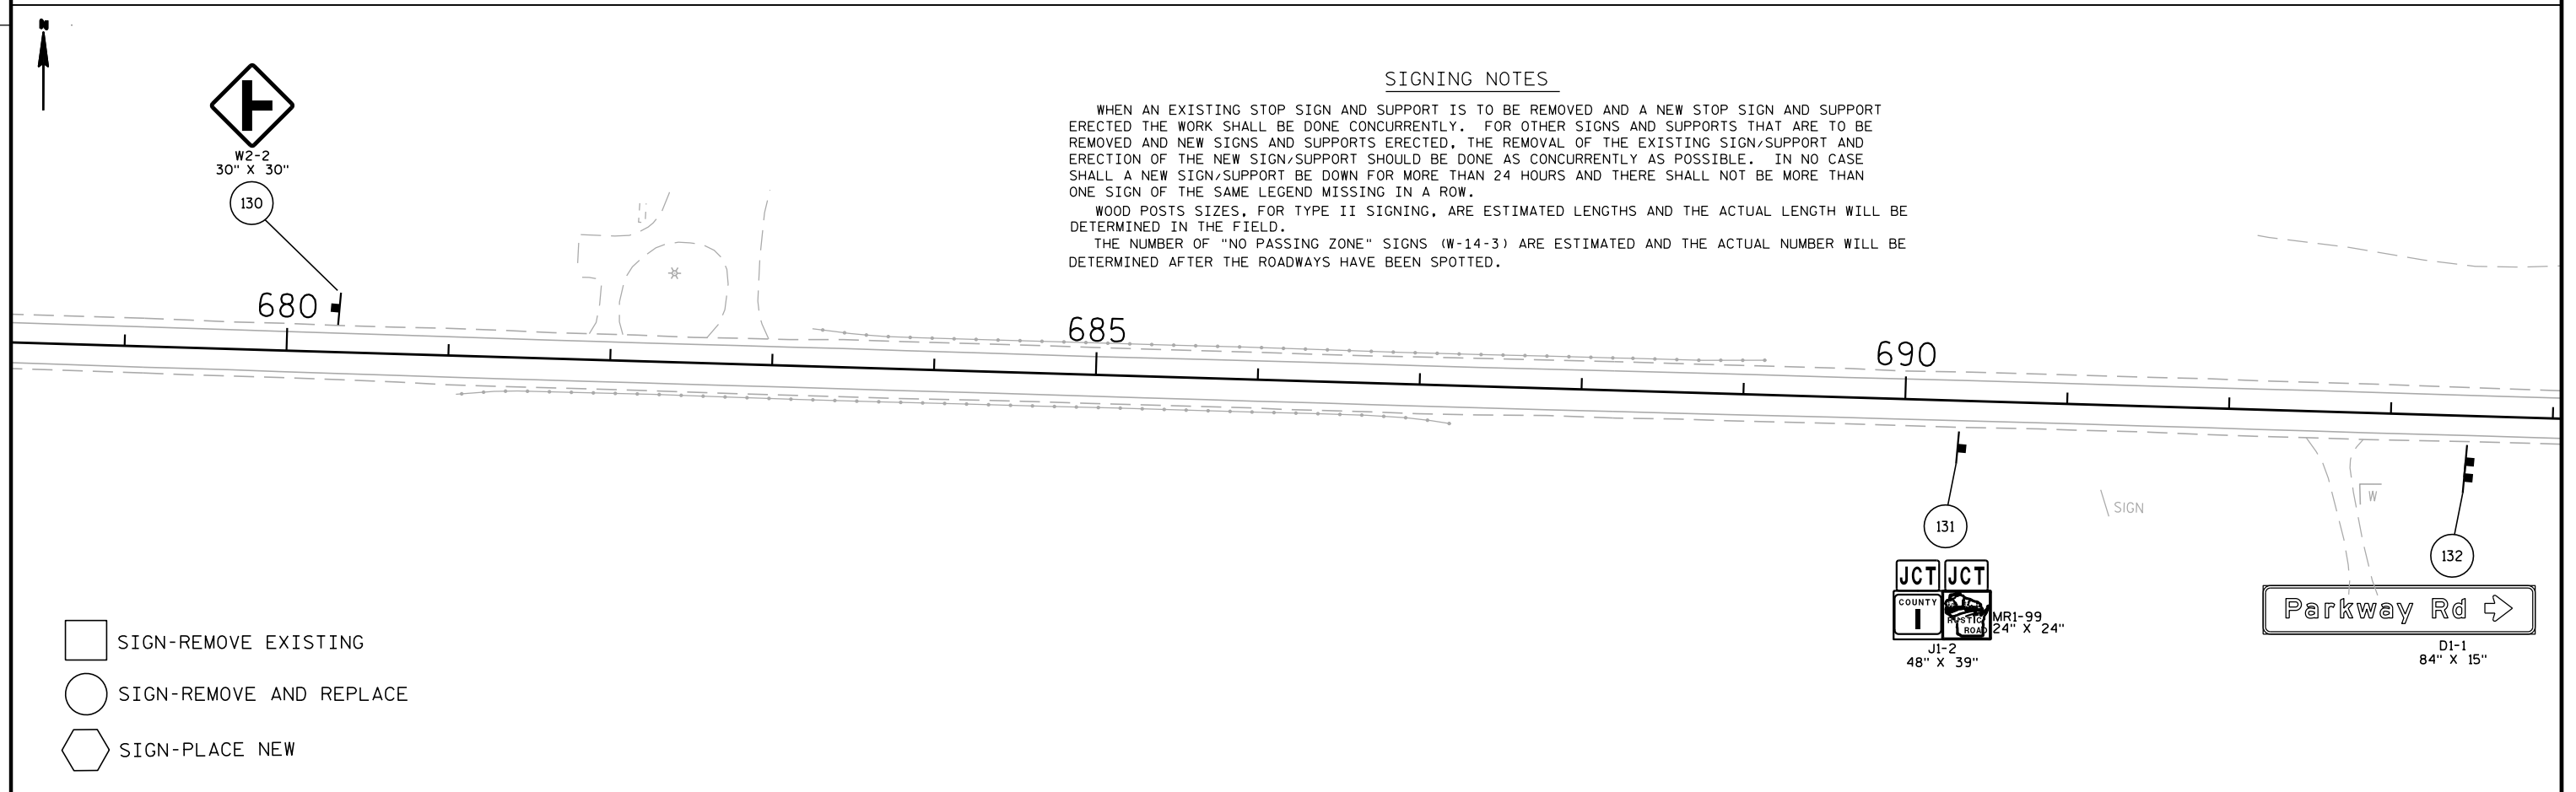 N
W2-2
30" X 30"
130
SIGNING NOTES
WHEN AN EXISTING STOP SIGN AND SUPPORT IS TO BE REMOVED AND A NEW STOP SIGN AND SUPPORT
ERECTED THE WORK SHALL BE DONE CONCURRENTLY. FOR OTHER SIGNS AND SUPPORTS THAT ARE TO BE
REMOVED AND NEW SIGNS AND SUPPORTS ERECTED, THE REMOVAL OF THE EXISTING SIGN/SUPPORT AND
ERECTION OF THE NEW SIGN/SUPPORT SHOULD BE DONE AS CONCURRENTLY AS POSSIBLE. IN NO CASE
SHALL A NEW SIGN/SUPPORT BE DOWN FOR MORE THAN 24 HOURS AND THERE SHALL NOT BE MORE THAN
ONE SIGN OF THE SAME LEGEND MISSING IN A ROW.
WOOD POSTS SIZES, FOR TYPE II SIGNING, ARE ESTIMATED LENGTHS AND THE ACTUAL LENGTH WILL BE
DETERMINED IN THE FIELD.
THE NUMBER OF "NO PASSING ZONE" SIGNS (W-14-3) ARE ESTIMATED AND THE ACTUAL NUMBER WILL BE
DETERMINED AFTER THE ROADWAYS HAVE BEEN SPOTTED.
680
685
690
W
SIGN
131
132
JCT JCT
COUNTY
I
RUSTIC
ROAD
MR1-99
24" X 24"
J1-2
48" X 39"
Parkway Rd
D1-1
84" X 15"
SIGN-REMOVE EXISTING
SIGN-REMOVE AND REPLACE
SIGN-PLACE NEW